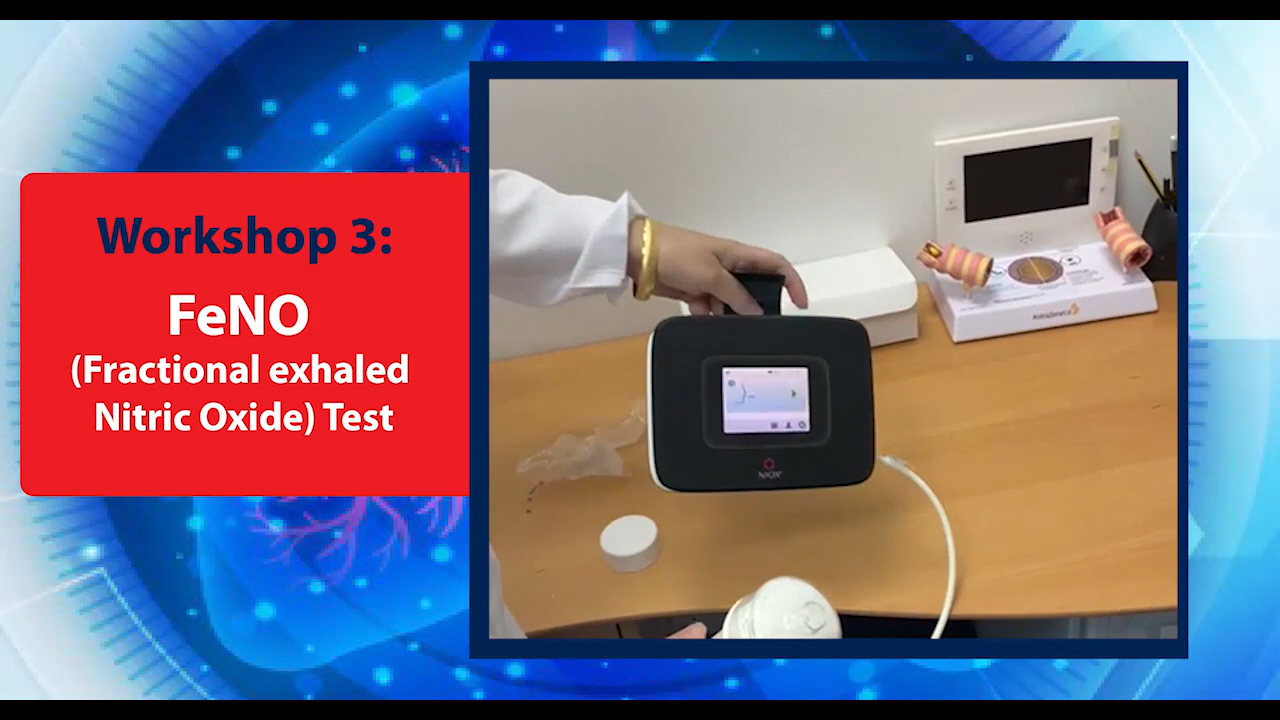 Workshop 3:
FeNO
(Fractional exhaled
Nitric Oxide) Test
NIOX
AstraZeneca